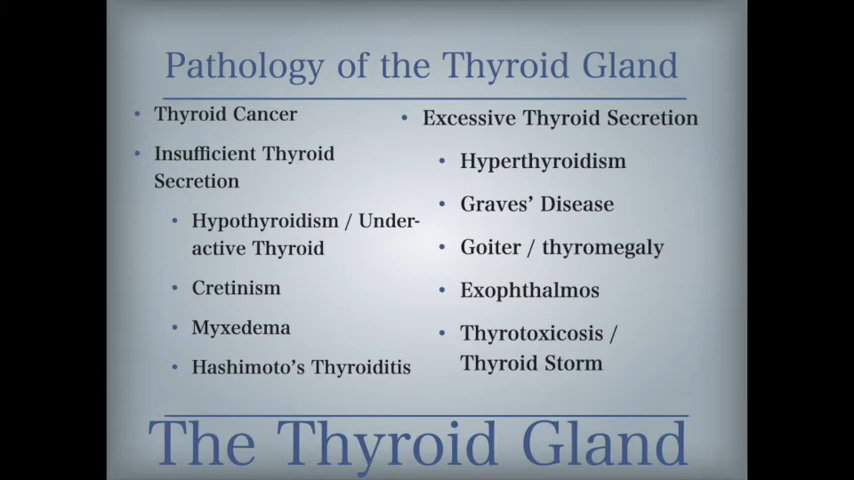 Pathology of the Thyroid Gland
• Thyroid Cancer
• Insufficient Thyroid
Secretion
• Hypothyroidism / Under-
active Thyroid
• Cretinism
• Myxedema
• Hashimoto's Thyroiditis
• Excessive Thyroid Secretion
• Hyperthyroidism
• Graves' Disease
• Goiter / thyromegaly
• Exophthalmos
• Thyrotoxicosis /
Thyroid Storm
The Thyroid Gland